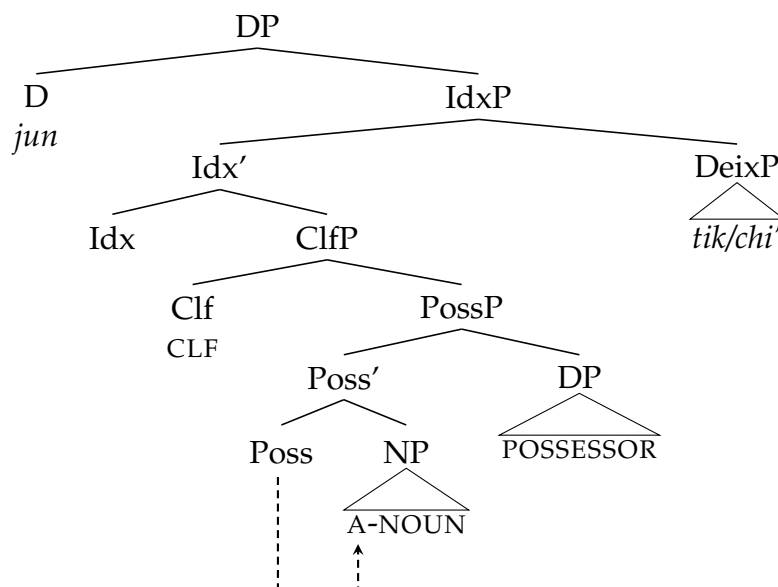 DP
D IdxP
jun
Idx’ DeixP
Idx ClfP tik/chi’
Clf PossP
CLF
Poss’ DP
Poss NP POSSESSOR
A-NOUN